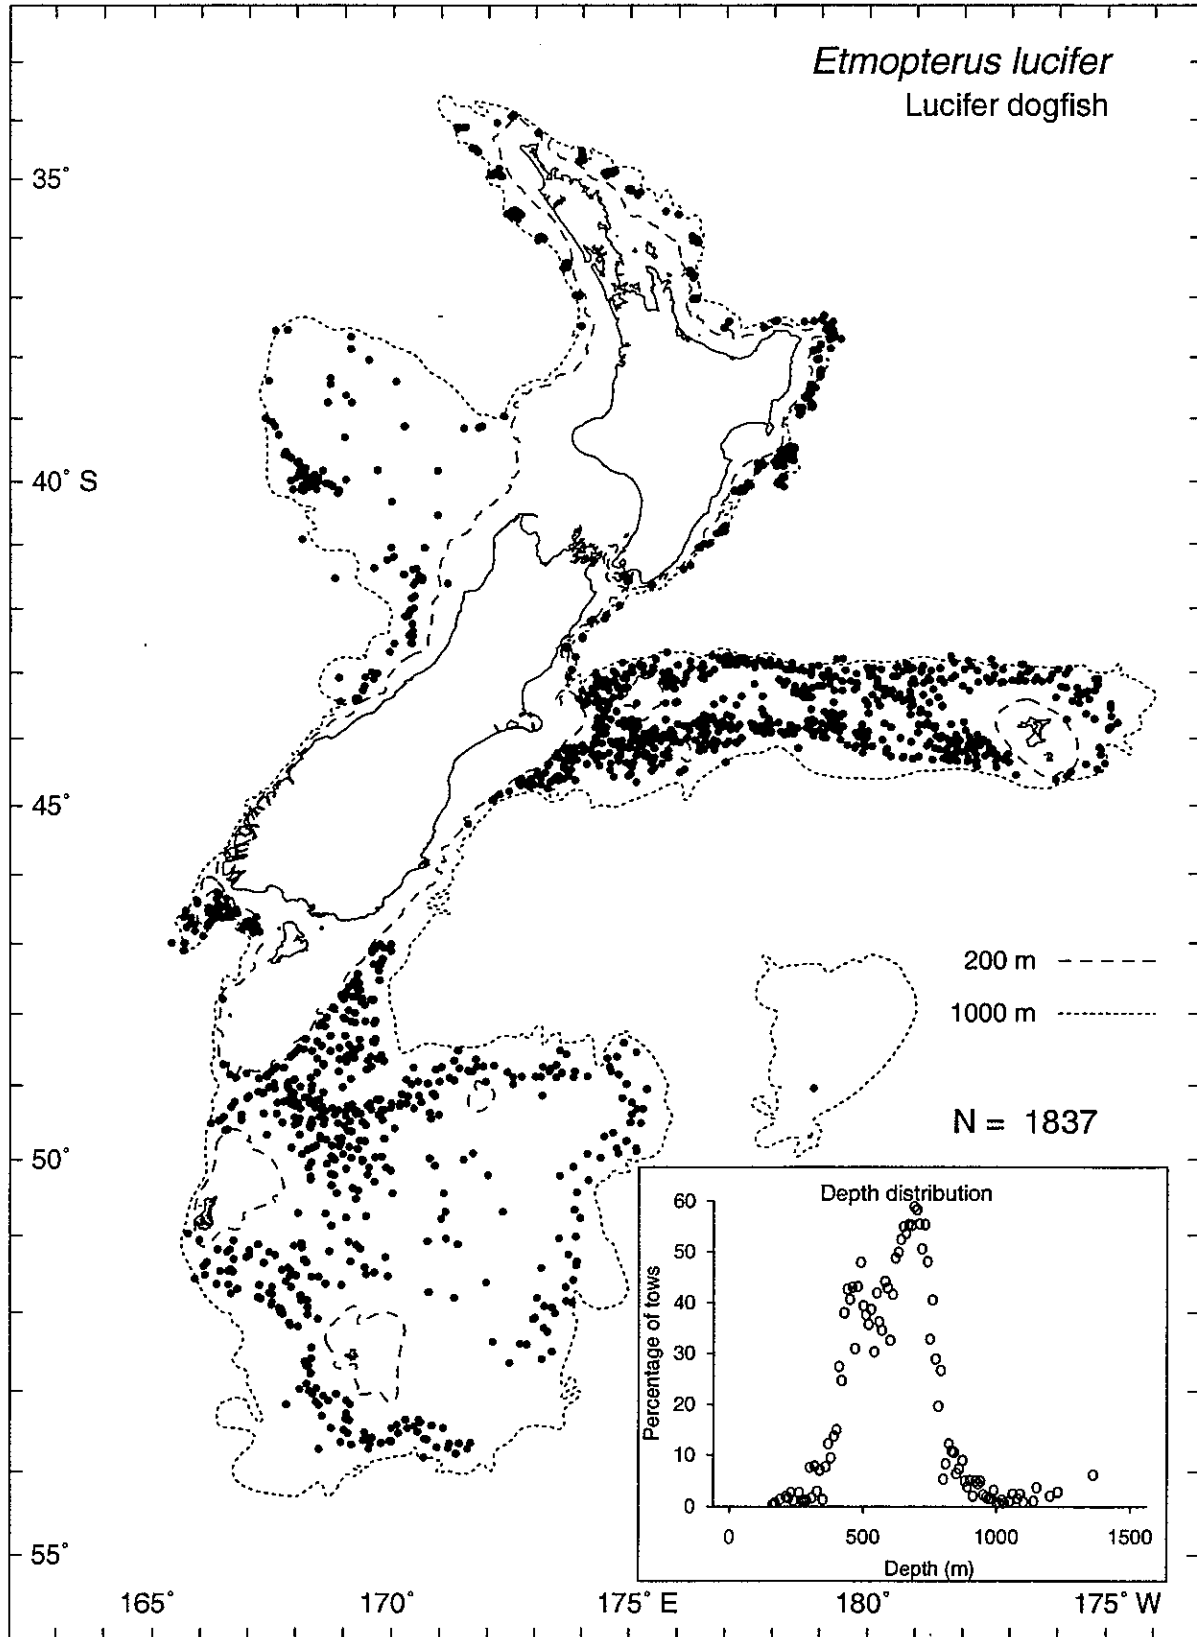 Etmopterus lucifer
Lucifer dogfish
35°
40° S
45°
50°
55°
200 m
1000 m
N = 1837
Depth distribution
Percentage of tows
60
50
40
30
20
10
0
0 500 1000 1500
Depth (m)
165° 170° 175° E 180° 175° W